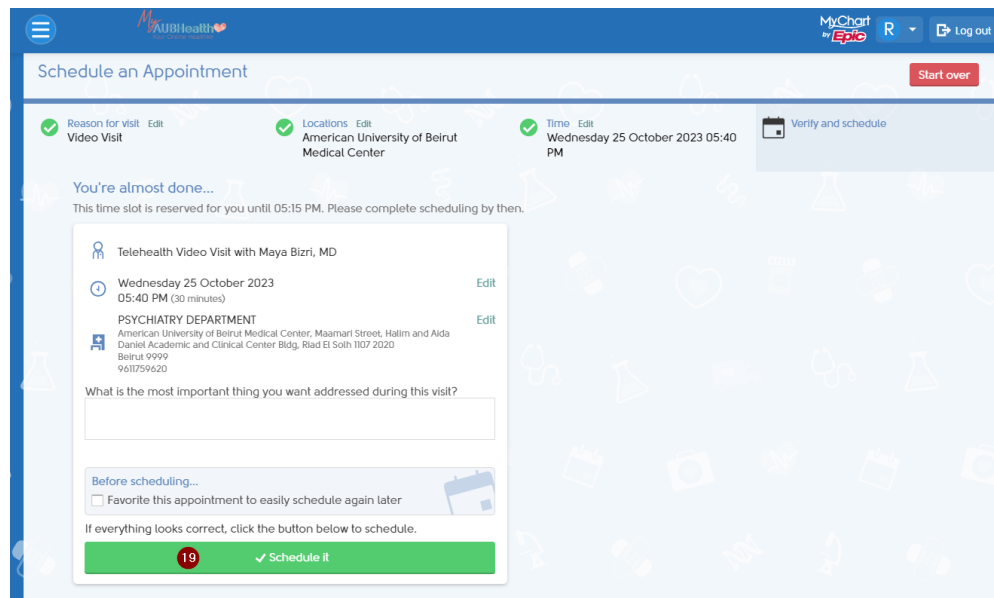 My
AUBHealth
MyChart
by Epic
R
Log out
Schedule an Appointment
Start over
Reason for visit Edit
Video Visit
Locations Edit
American University of Beirut
Medical Center
Time Edit
Wednesday 25 October 2023 05:40
PM
Verify and schedule
You're almost done...
This time slot is reserved for you until 05:15 PM. Please complete scheduling by then.
Telehealth Video Visit with Maya Bizri, MD
Wednesday 25 October 2023
Edit
05:40 PM (30 minutes)
PSYCHIATRY DEPARTMENT
Edit
American University of Beirut Medical Center, Maamari Street, Halim and Aida
Daniel Academic and Clinical Center Bldg, Riad El Solh 1107 2020
Beirut 9999
9611759620
What is the most important thing you want addressed during this visit?
Before scheduling...
Favorite this appointment to easily schedule again later
If everything looks correct, click the button below to schedule.
19
Schedule it